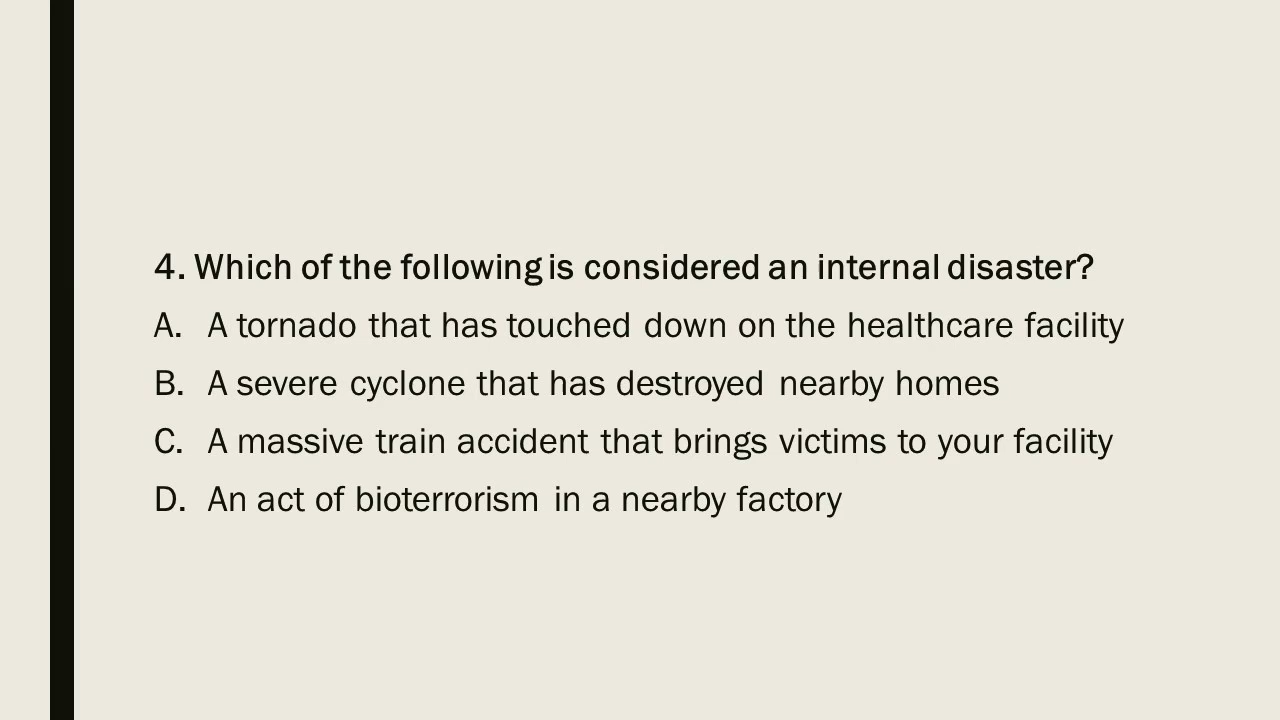 4. Which of the following is considered an internal disaster?
A. A tornado that has touched down on the healthcare facility
B. A severe cyclone that has destroyed nearby homes
C. A massive train accident that brings victims to your facility
D. An act of bioterrorism in a nearby factory